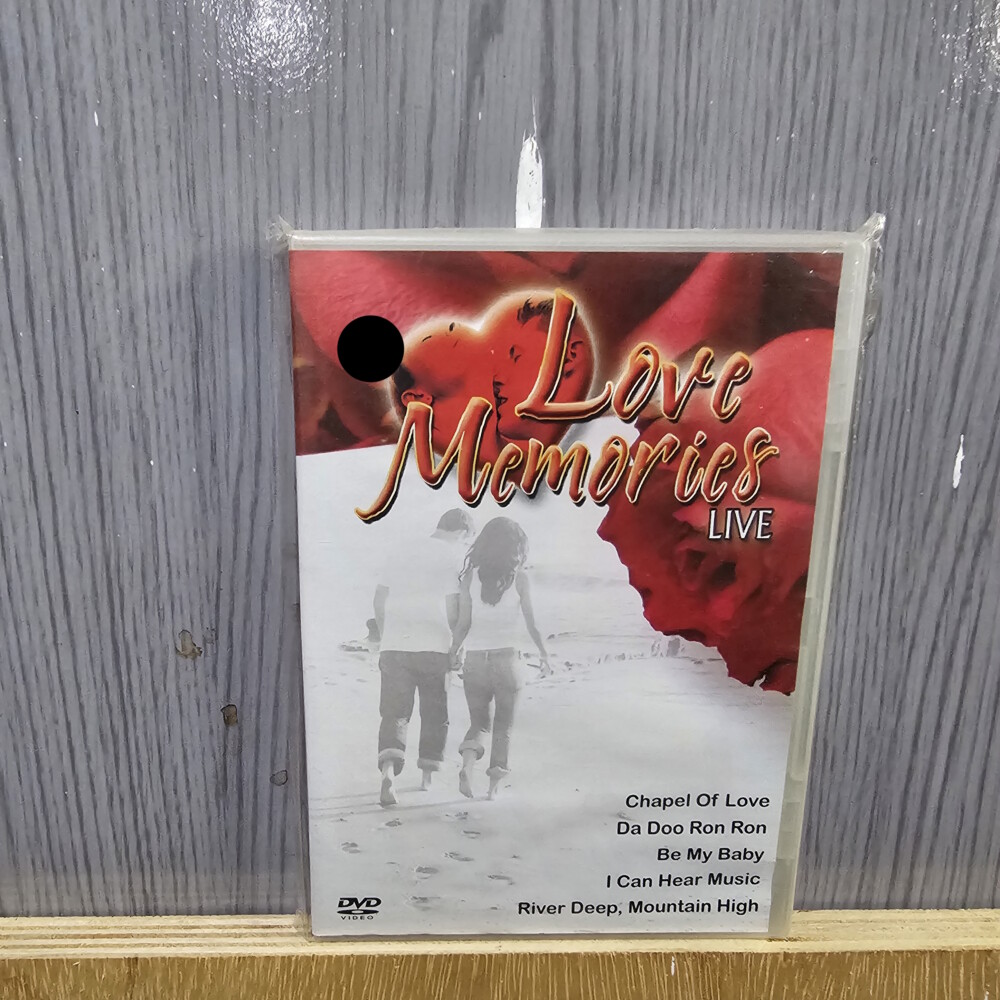 Love
Memories
LIVE
Chapel Of Love
Da Doo Ron Ron
Be My Baby
I Can Hear Music
River Deep, Mountain High
DVD
VIDEO